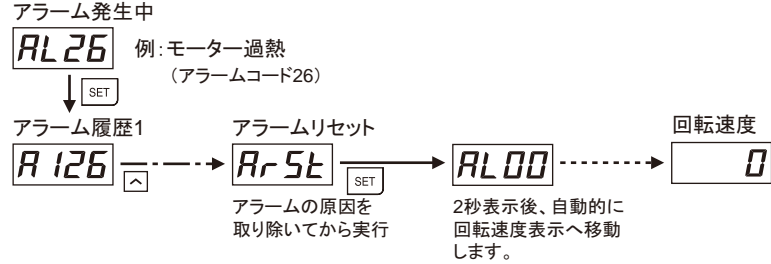 アラーム発生中
AL26
例：モーター過熱
（アラームコード26）
SET
アラーム履歴1
A126
アラームリセット
ArSt
SET
AL00
回転速度
0
アラームの原因を
取り除いてから実行
2秒表示後、自動的に
回転速度表示へ移動
します。